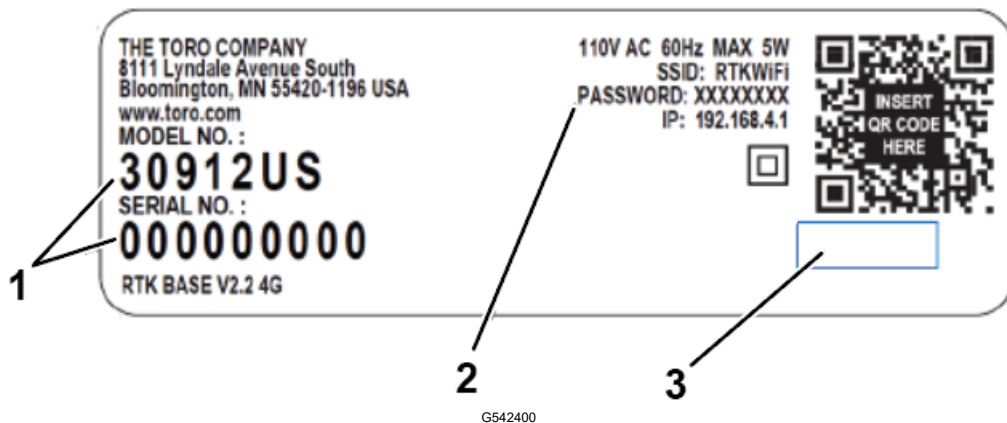 THE TORO COMPANY
8111 Lyndale Avenue South
Bloomington, MN 55420-1196 USA
www.toro.com
MODEL NO. :
30912US
SERIAL NO. :
000000000
RTK BASE V2.2 4G
110V AC 60Hz MAX 5W
SSID: RTKWiFi
PASSWORD: XXXXXXXX
IP: 192.168.4.1
INSERT
QR CODE
HERE
1
2
3
G542400